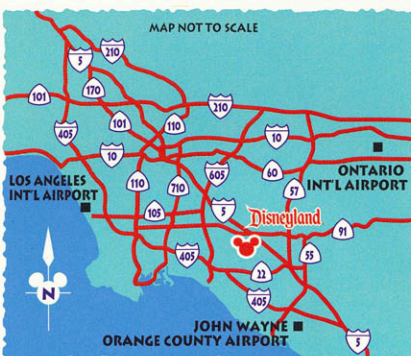 MAP NOT TO SCALE
210
5
170
101
210
101
110
405
10
10
60
ONTARIO
INT'L AIRPORT
605
110
710
57
LOS ANGELES
INT'L AIRPORT
105
5
Disneyland
91
405
55
22
N
405
JOHN WAYNE
ORANGE COUNTY AIRPORT
5